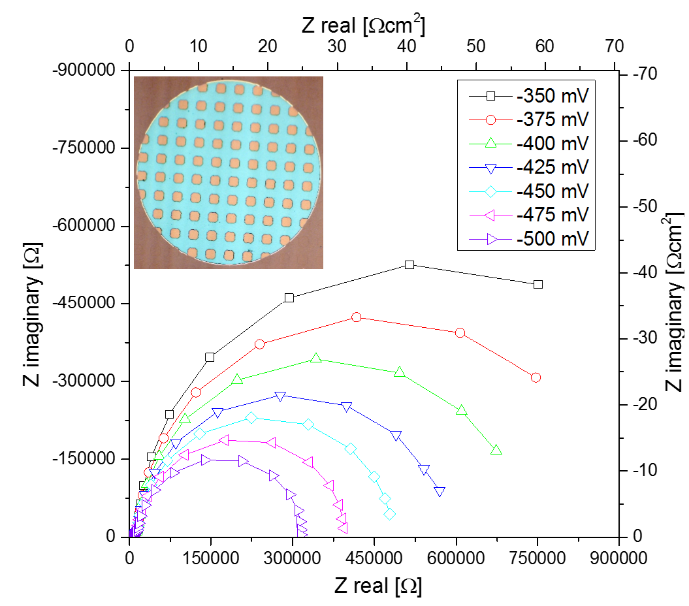 Z real [Ωcm²]
0 10 20 30 40 50 60 70
-900000
-750000
-600000
-450000
-300000
-150000
0
Z imaginary [Ω]
-350 mV
-375 mV
-400 mV
-425 mV
-450 mV
-475 mV
-500 mV
-70
-60
-50
-40
-30
-20
-10
0
Z imaginary [Ωcm²]
0 150000 300000 450000 600000 750000 900000
Z real [Ω]